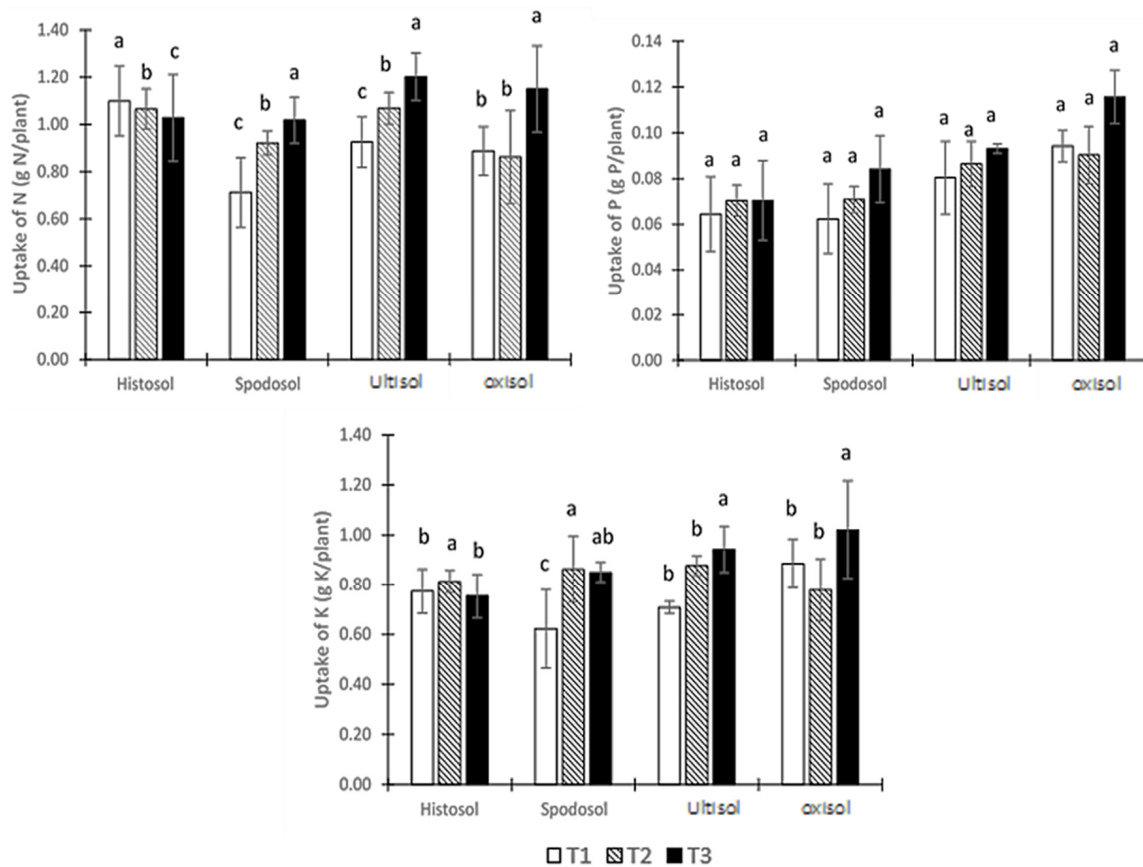 Uptake of N (g N/plant)
1.40
1.20
1.00
0.80
0.60
0.40
0.20
0.00
a b c c b a c b a b b a
Histosol Spodosol Ultisol oxisol
Uptake of P (g P/plant)
0.14
0.12
0.10
0.08
0.06
0.04
0.02
0.00
a a a a a a a a a a a a
Histosol Spodosol Ultisol oxisol
Uptake of K (g K/plant)
1.40
1.20
1.00
0.80
0.60
0.40
0.20
0.00
b a b c a ab b b a b b a
Histosol Spodosol Ultisol oxisol
T1 T2 T3